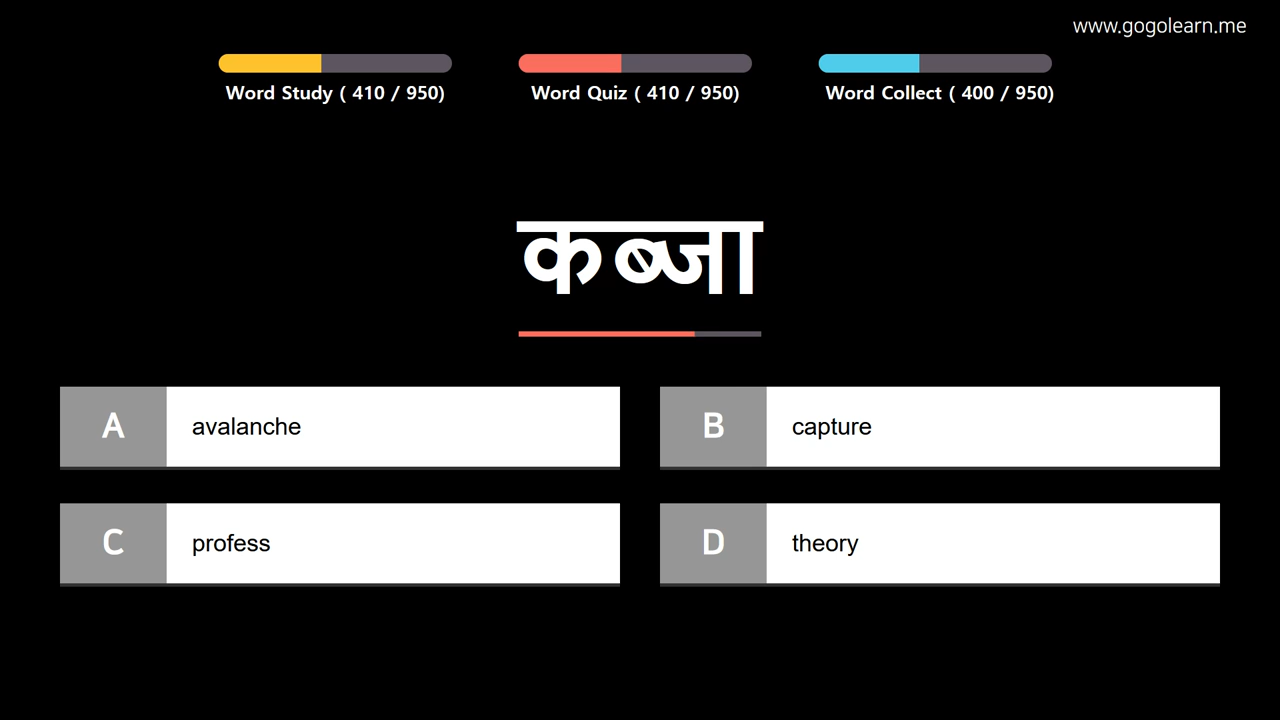 www.gogolearn.me
Word Study ( 410 / 950)
Word Quiz ( 410 / 950)
Word Collect ( 400 / 950)
कब्जा
A avalanche
B capture
C profess
D theory